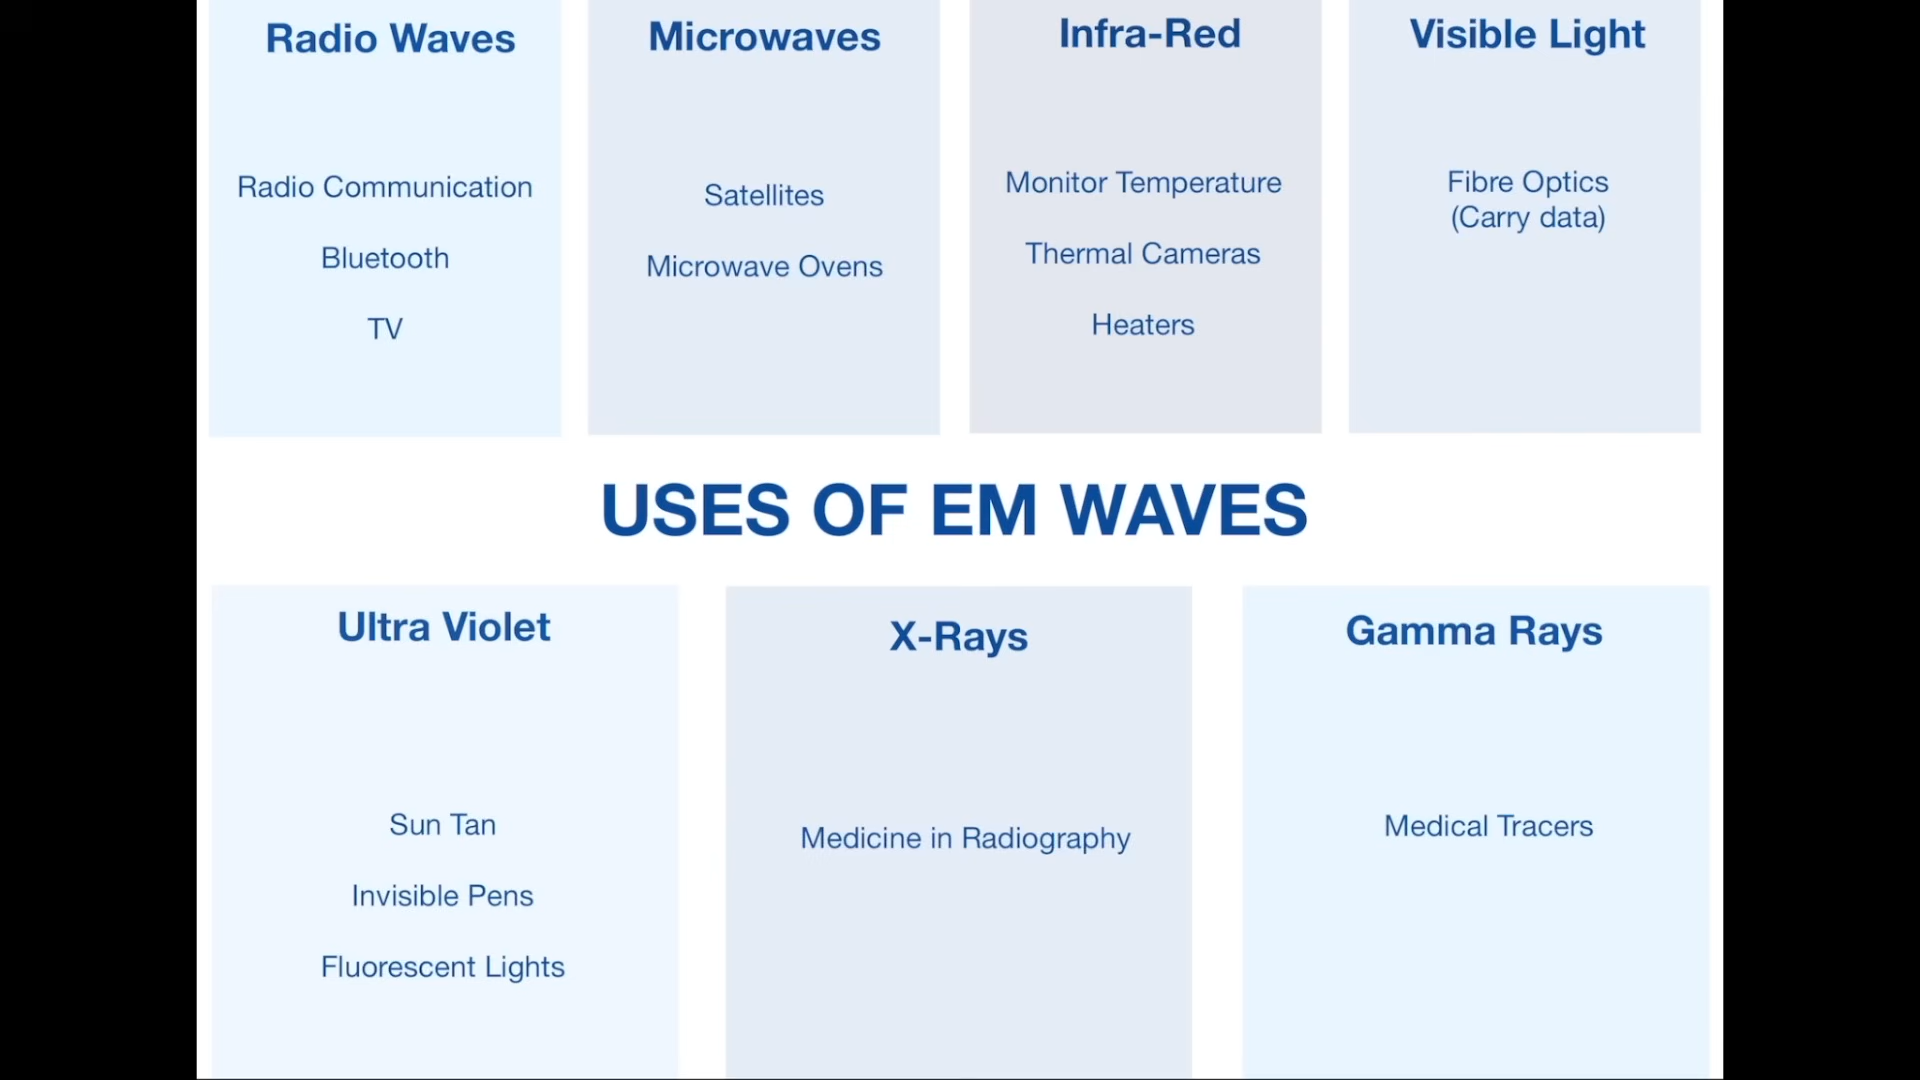 Radio Waves
Radio Communication
Bluetooth
TV
Microwaves
Satellites
Microwave Ovens
Infra-Red
Monitor Temperature
Thermal Cameras
Heaters
Visible Light
Fibre Optics
(Carry data)
USES OF EM WAVES
Ultra Violet
Sun Tan
Invisible Pens
Fluorescent Lights
X-Rays
Medicine in Radiography
Gamma Rays
Medical Tracers